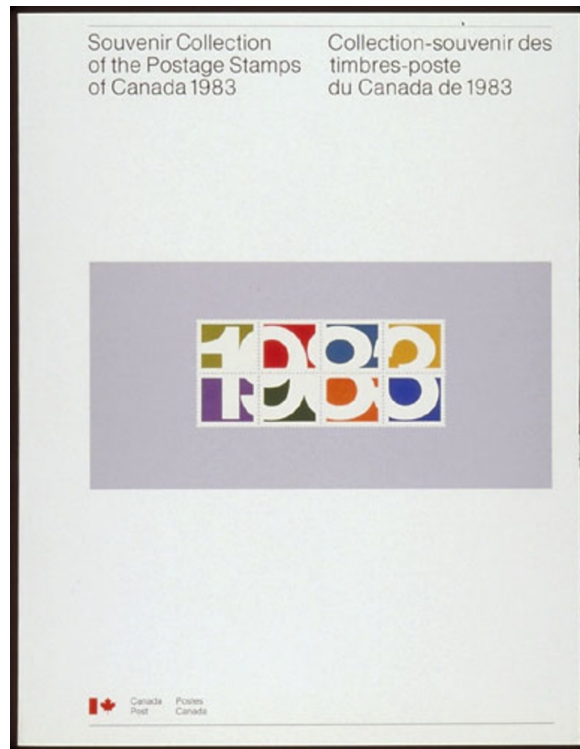 Souvenir Collection
of the Postage Stamps
of Canada 1983
Collection-souvenir des
timbres-poste
du Canada de 1983
1983
Canada
Post
Postes
Canada